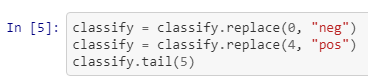 In [5]: classify = classify.replace(0, "neg")
classify = classify.replace(4, "pos")
classify.tail(5)